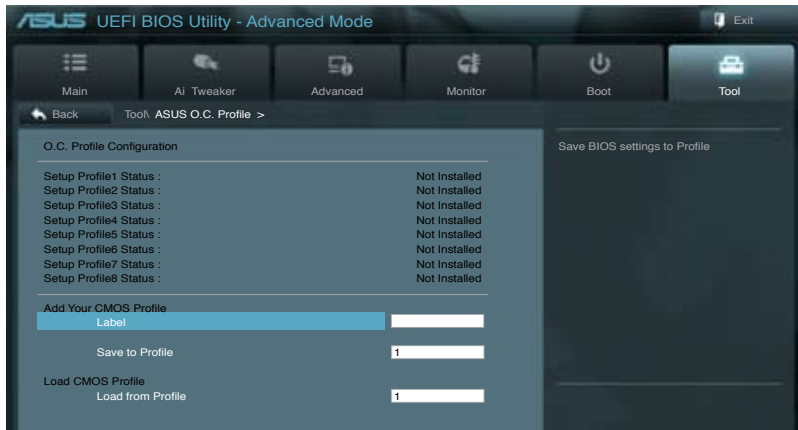 ASUS UEFI BIOS Utility - Advanced Mode
Exit
Main
Ai Tweaker
Advanced
Monitor
Boot
Tool
Back
Tool\ ASUS O.C. Profile >
O.C. Profile Configuration
Save BIOS settings to Profile
Setup Profile1 Status : Not Installed
Setup Profile2 Status : Not Installed
Setup Profile3 Status : Not Installed
Setup Profile4 Status : Not Installed
Setup Profile5 Status : Not Installed
Setup Profile6 Status : Not Installed
Setup Profile7 Status : Not Installed
Setup Profile8 Status : Not Installed
Add Your CMOS Profile
Label
Save to Profile 1
Load CMOS Profile
Load from Profile 1